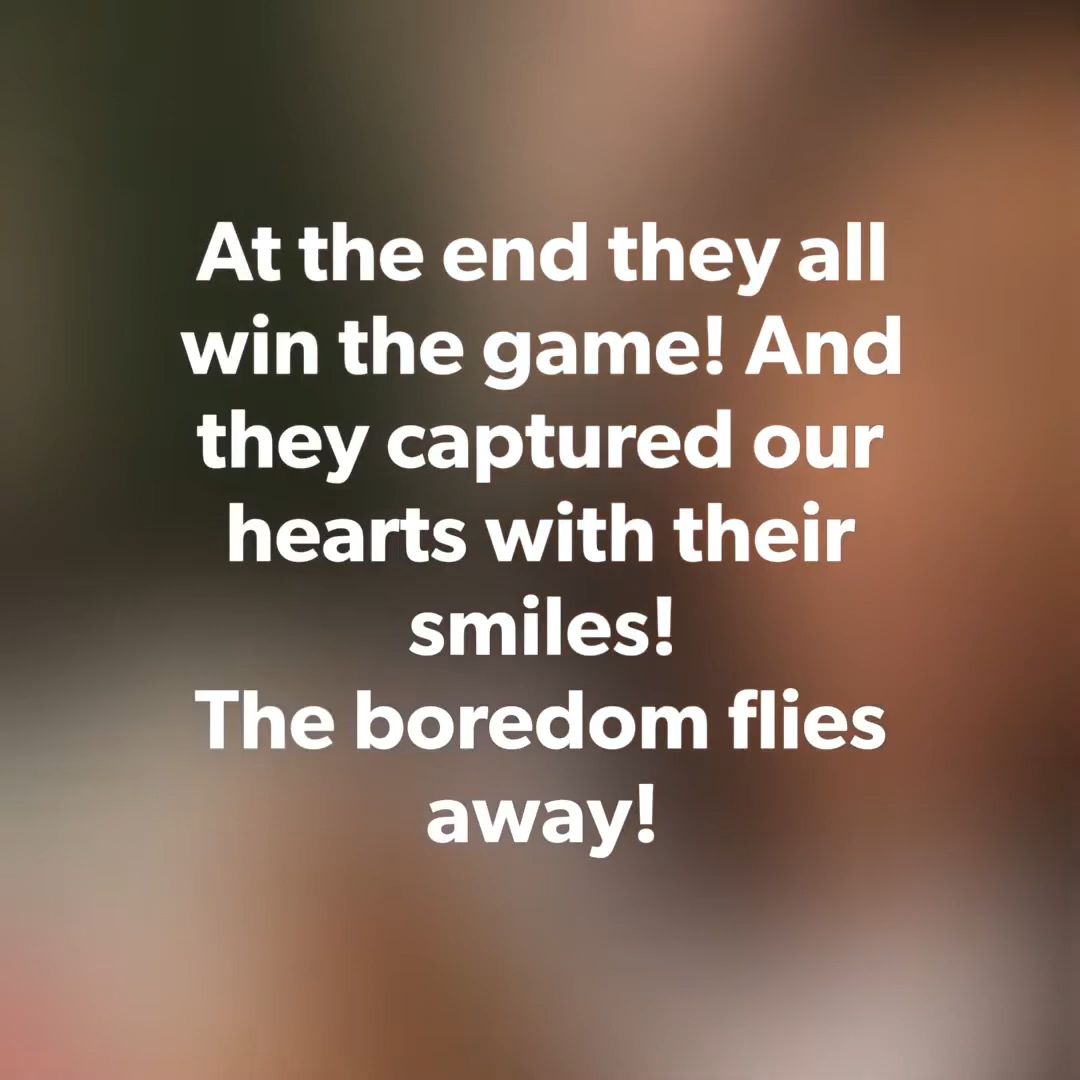 At the end they all
win the game! And
they captured our
hearts with their
smiles!
The boredom flies
away!